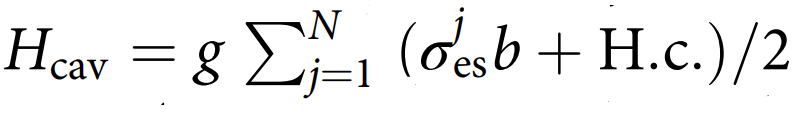 H_cav = g ∑_{j=1}^{N} (σ_es^j b + H.c.)/2